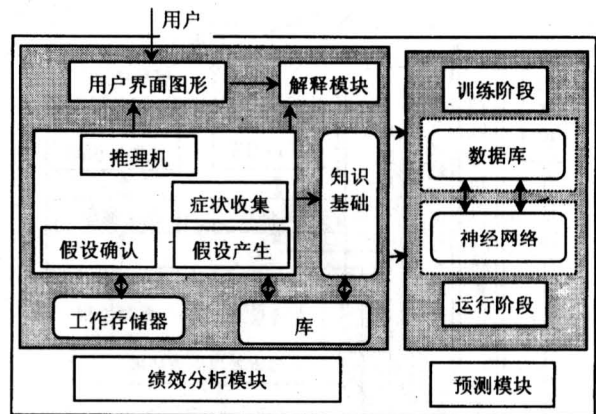 用户
用户界面图形
解释模块
训练阶段
推理机
知识
基础
数据库
症状收集
假设确认
假设产生
神经网络
工作存储器
库
运行阶段
绩效分析模块
预测模块